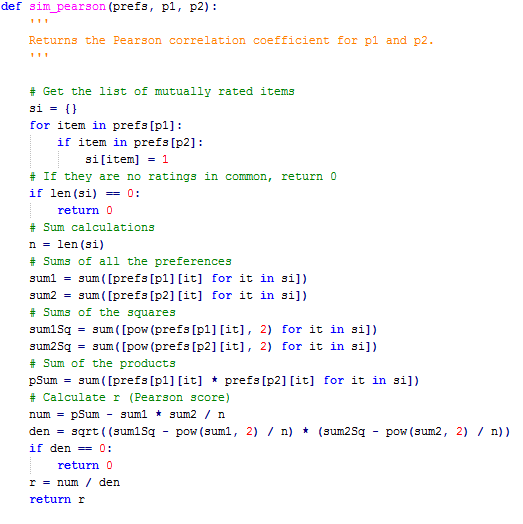 def sim_pearson(prefs, p1, p2):
    '''
    Returns the Pearson correlation coefficient for p1 and p2.
    '''
    # Get the list of mutually rated items
    si = {}
    for item in prefs[p1]:
        if item in prefs[p2]:
            si[item] = 1
    # If they are no ratings in common, return 0
    if len(si) == 0:
        return 0
    # Sum calculations
    n = len(si)
    # Sums of all the preferences
    sum1 = sum([prefs[p1][it] for it in si])
    sum2 = sum([prefs[p2][it] for it in si])
    # Sums of the squares
    sum1Sq = sum([pow(prefs[p1][it], 2) for it in si])
    sum2Sq = sum([pow(prefs[p2][it], 2) for it in si])
    # Sum of the products
    pSum = sum([prefs[p1][it] * prefs[p2][it] for it in si])
    # Calculate r (Pearson score)
    num = pSum - sum1 * sum2 / n
    den = sqrt((sum1Sq - pow(sum1, 2) / n) * (sum2Sq - pow(sum2, 2) / n))
    if den == 0:
        return 0
    r = num / den
    return r